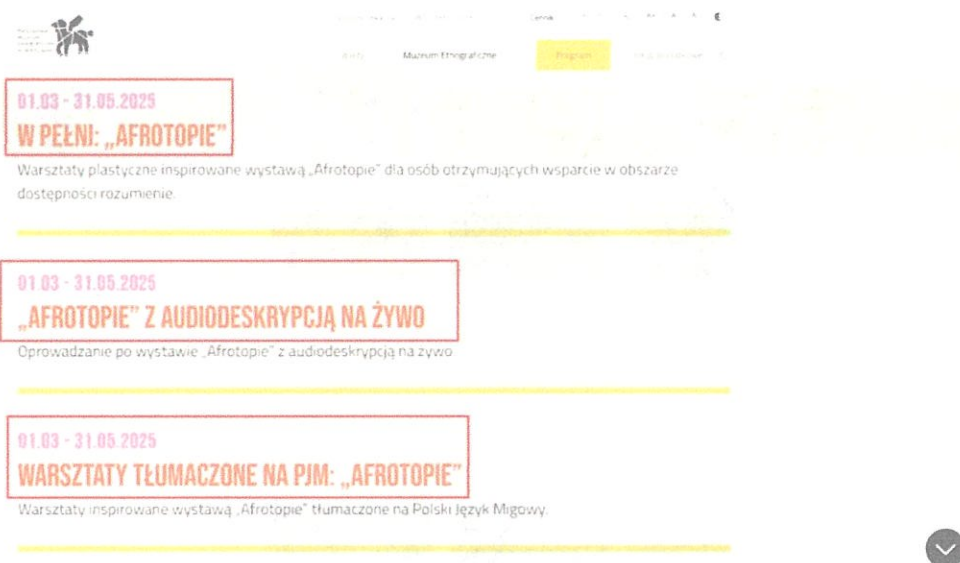 Cennik
Muzeum Etnograficzne
Program
01.03 - 31.05.2025
W PEŁNI: „AFROTOPIE”
Warsztaty plastyczne inspirowane wystawą „Afrotopie” dla osób otrzymujących wsparcie w obszarze
dostępności rozumienie.
01.03 - 31.05.2025
„AFROTOPIE” Z AUDIODESKRYPCJĄ NA ŻYWO
Oprowadzanie po wystawie „Afrotopie” z audiodeskrypcją na żywo
01.03 - 31.05.2025
WARSZTATY TŁUMACZONE NA PJM: „AFROTOPIE”
Warsztaty inspirowane wystawą „Afrotopie” tłumaczone na Polski Język Migowy.